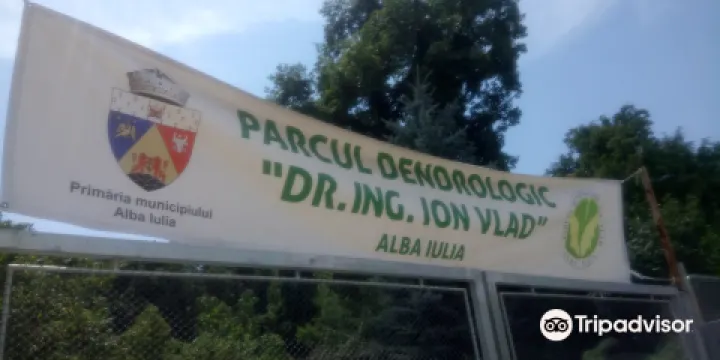 Primăria municipiului
Alba Iulia
PARCUL DENDROLOGIC
"DR. ING. ION VLAD"
ALBA IULIA
Tripadvisor